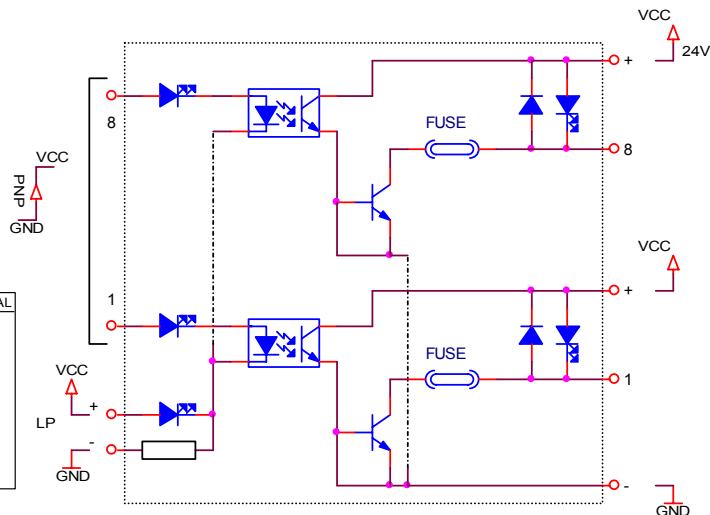 VCC
24V
+
8
FUSE
8
VCC
PNP
GND
VCC
+
1
AL
FUSE
1
VCC
+
LP
-
GND
-
GND